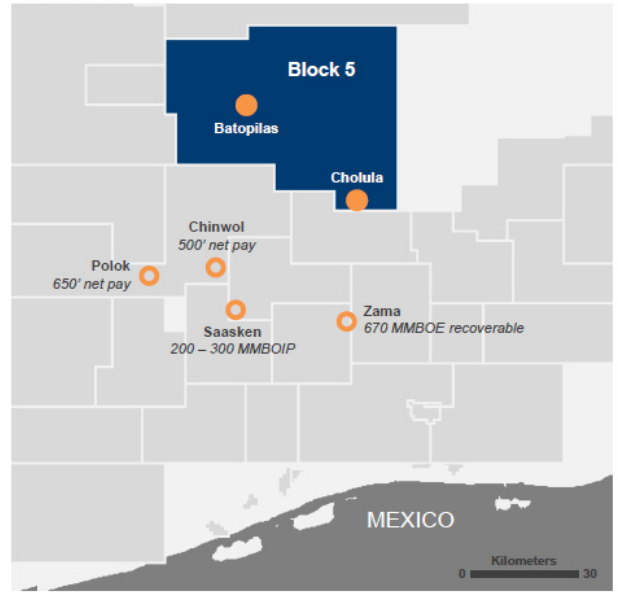 Block 5
Batopilas
Cholula
Chinwol
500' net pay
Polok
650' net pay
Saasken
200 – 300 MMBOIP
Zama
670 MMBOE recoverable
MEXICO
Kilometers
0 30